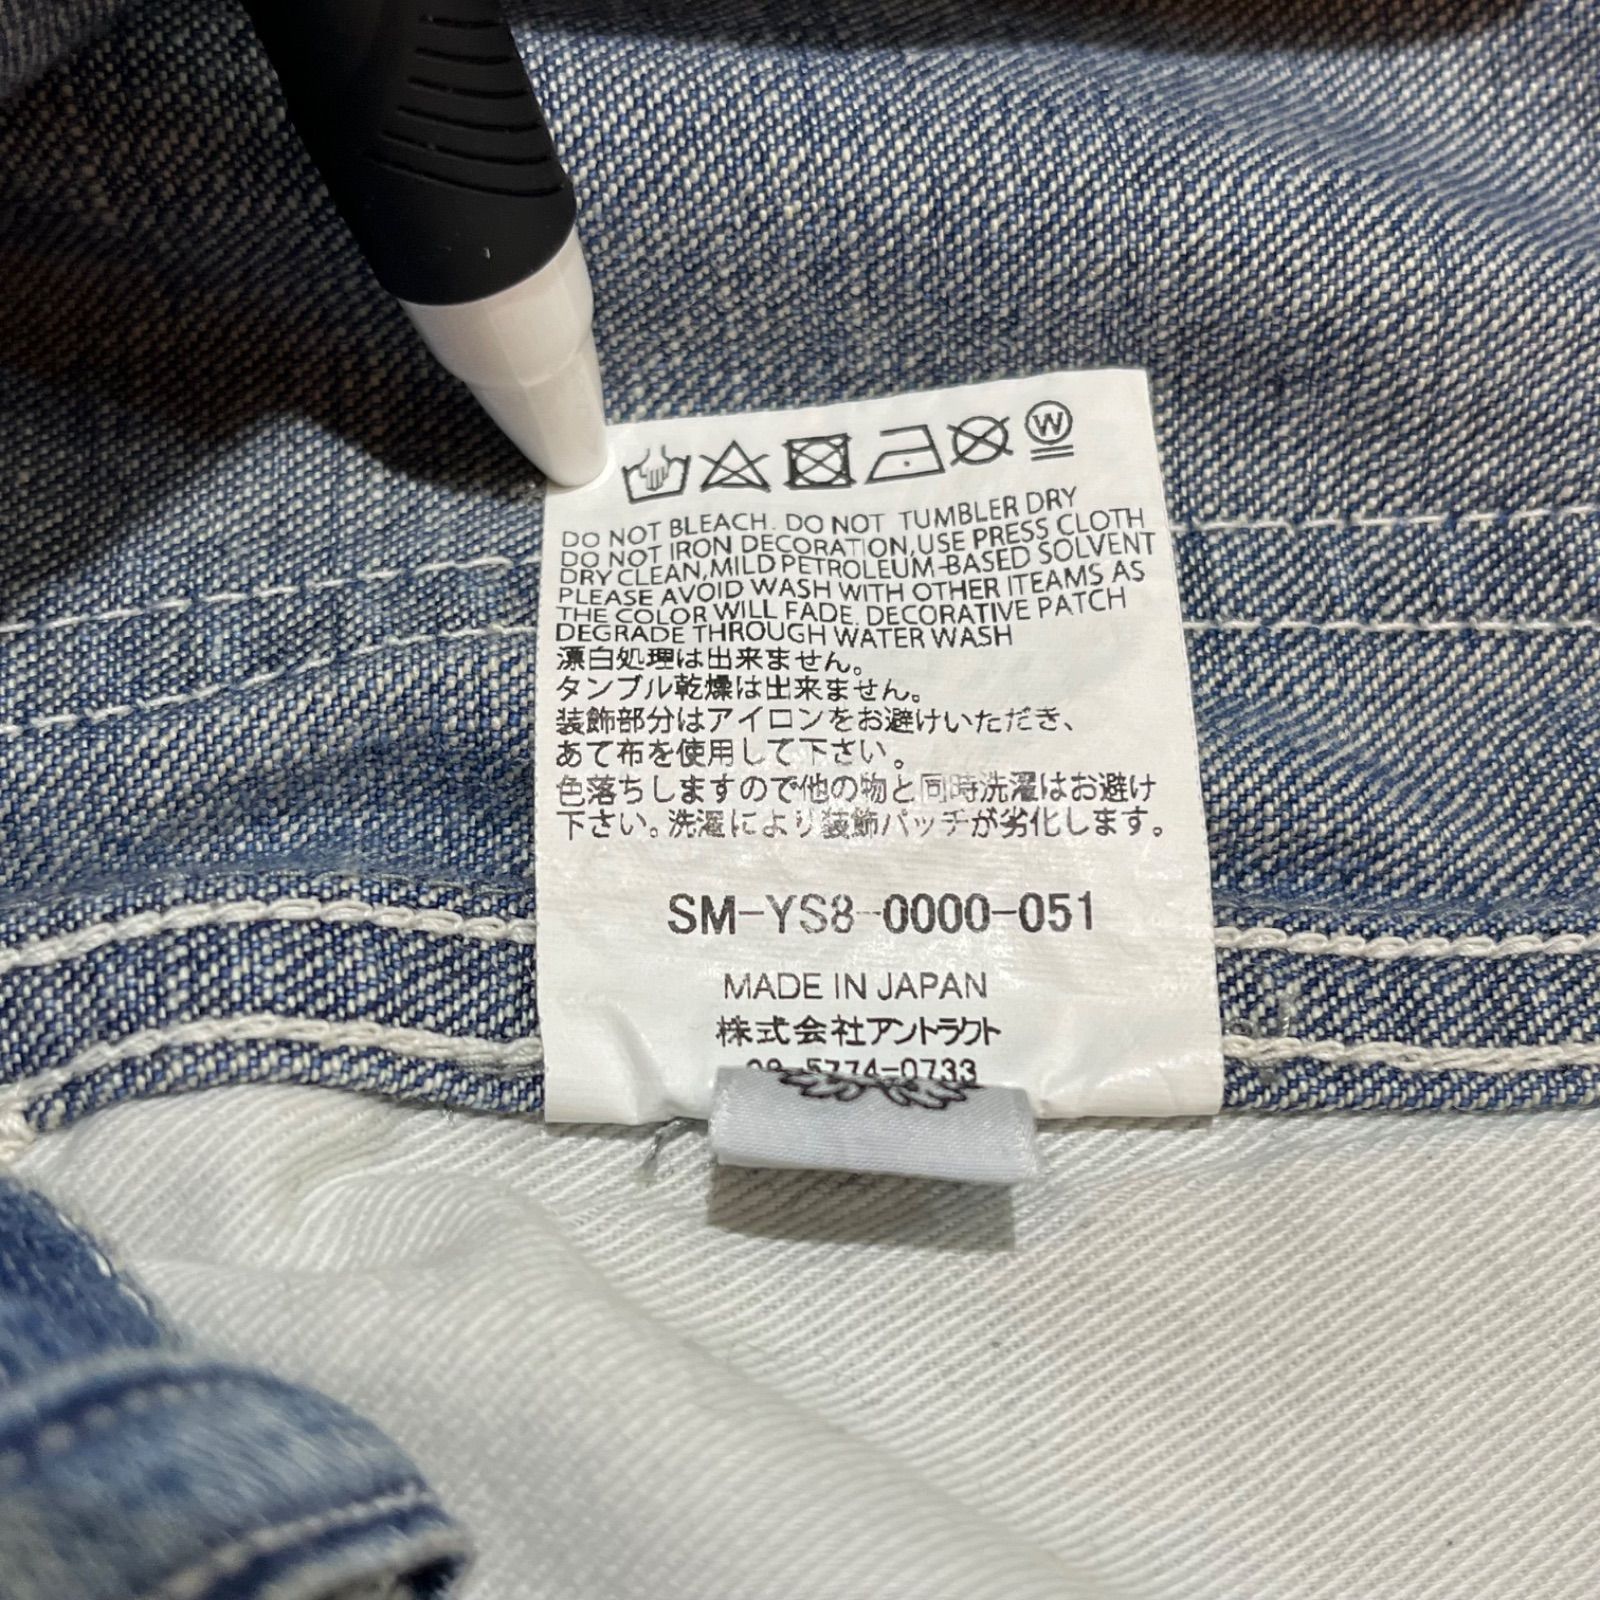 W
DO NOT BLEACH. DO NOT TUMBLER DRY
DO NOT IRON DECORATION,USE PRESS CLOTH
DRY CLEAN,MILD PETROLEUM-BASED SOLVENT
PLEASE AVOID WASH WITH OTHER ITEAMS AS
THE COLOR WILL FADE. DECORATIVE PATCH
DEGRADE THROUGH WATER WASH
漂白処理は出来ません。
タンブル乾燥は出来ません。
装飾部分はアイロンをお避けいただき、
あて布を使用して下さい。
色落ちしますので他の物と同時洗濯はお避け
下さい。洗濯により装飾パッチが劣化します。
SM-YS8-0000-051
MADE IN JAPAN
株式会社アントラクト
5774-0733